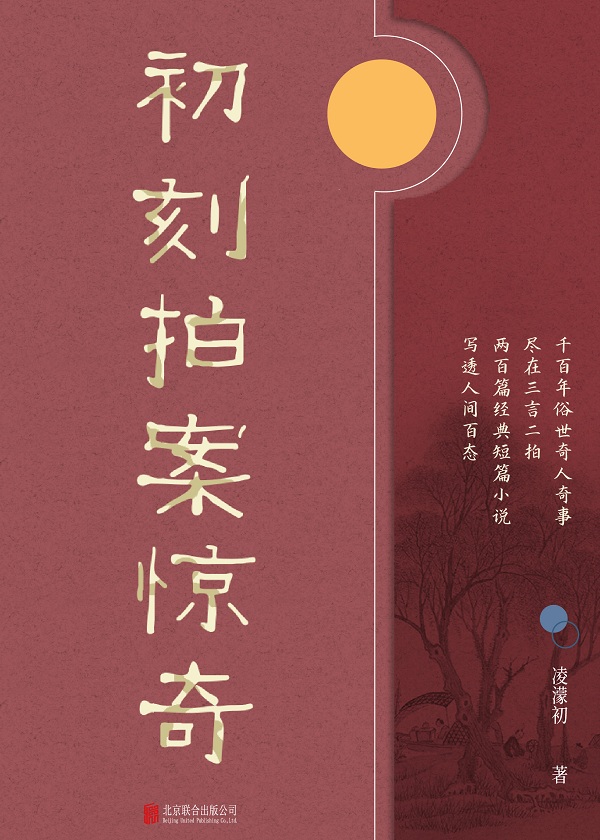 初刻拍案惊奇
千百年俗世奇人奇事
尽在三言二拍
两百篇经典短篇小说
写透人间百态
凌濛初 著
北京联合出版公司
Beijing United Publishing Co.,Ltd.